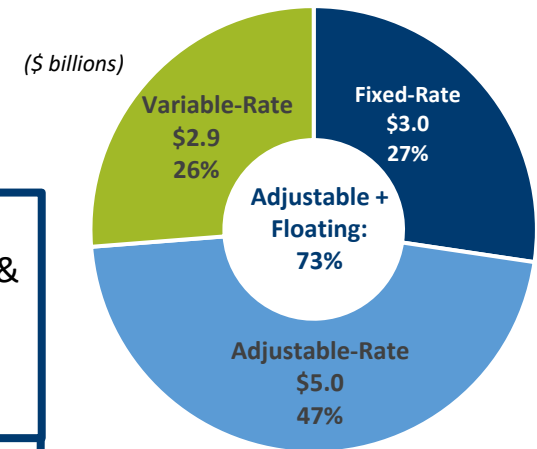 ($ billions)
Variable-Rate
$2.9
26%
Fixed-Rate
$3.0
27%
Adjustable +
Floating:
73%
&
Adjustable-Rate
$5.0
47%